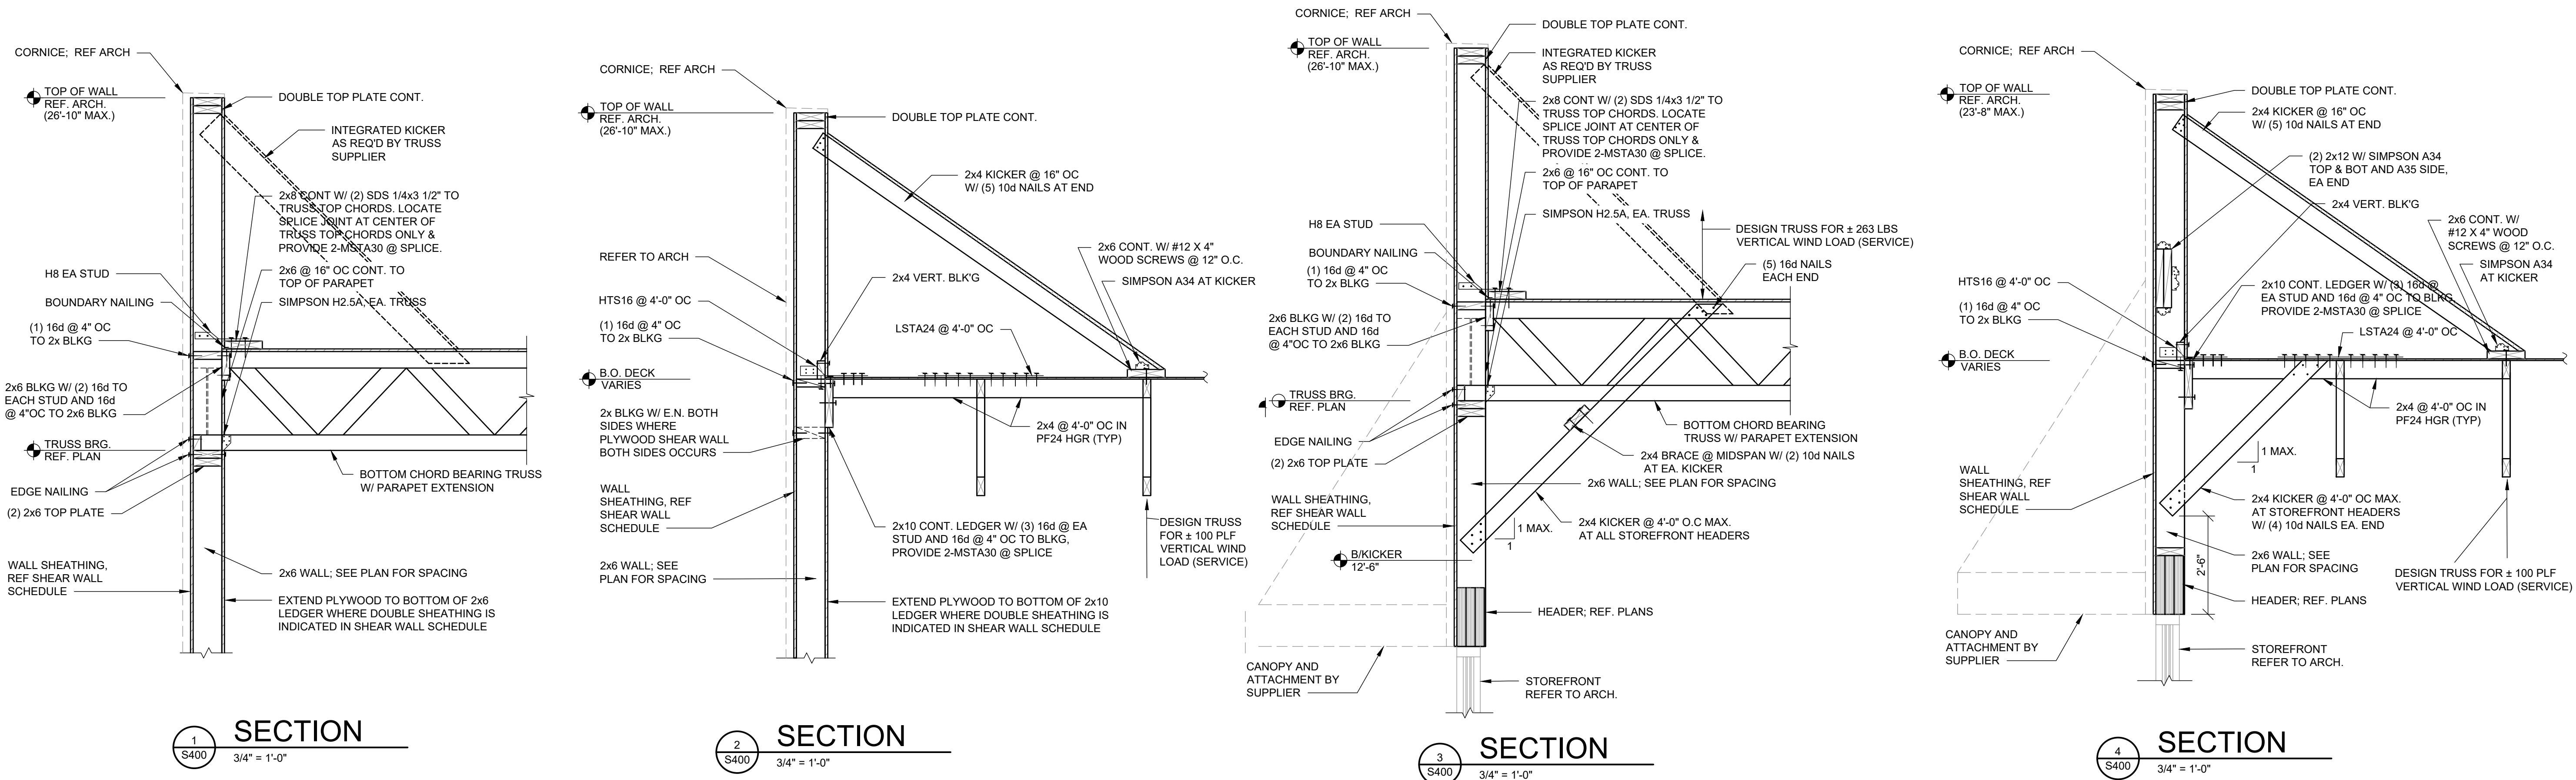 CORNICE; REF ARCH
TOP OF WALL
REF. ARCH.
(26'-10" MAX.)
DOUBLE TOP PLATE CONT.
INTEGRATED KICKER
AS REQ'D BY TRUSS
SUPPLIER
2x8 CONT W/ (2) SDS 1/4x3 1/2" TO
TRUSS TOP CHORDS. LOCATE
SPLICE JOINT AT CENTER OF
TRUSS TOP CHORDS ONLY &
PROVIDE 2-MSTA30 @ SPLICE.
H8 EA STUD
2x6 @ 16" OC CONT. TO
TOP OF PARAPET
BOUNDARY NAILING
SIMPSON H2.5A, EA. TRUSS
(1) 16d @ 4" OC
TO 2x BLKG
2x6 BLKG W/ (2) 16d TO
EACH STUD AND 16d
@ 4"OC TO 2x6 BLKG
TRUSS BRG.
REF. PLAN
BOTTOM CHORD BEARING TRUSS
W/ PARAPET EXTENSION
EDGE NAILING
(2) 2x6 TOP PLATE
WALL SHEATHING,
REF SHEAR WALL
SCHEDULE
2x6 WALL; SEE PLAN FOR SPACING
EXTEND PLYWOOD TO BOTTOM OF 2x6
LEDGER WHERE DOUBLE SHEATHING IS
INDICATED IN SHEAR WALL SCHEDULE
1
S400
SECTION
3/4" = 1'-0"
CORNICE; REF ARCH
TOP OF WALL
REF. ARCH.
(26'-10" MAX.)
DOUBLE TOP PLATE CONT.
2x4 KICKER @ 16" OC
W/ (5) 10d NAILS AT END
REFER TO ARCH
2x6 CONT. W/ #12 X 4"
WOOD SCREWS @ 12" O.C.
2x4 VERT. BLK'G
SIMPSON A34 AT KICKER
HTS16 @ 4'-0" OC
(1) 16d @ 4" OC
TO 2x BLKG
LSTA24 @ 4'-0" OC
B.O. DECK
VARIES
2x BLKG W/ E.N. BOTH
SIDES WHERE
PLYWOOD SHEAR WALL
BOTH SIDES OCCURS
2x4 @ 4'-0" OC IN
PF24 HGR (TYP)
WALL
SHEATHING, REF
SHEAR WALL
SCHEDULE
2x10 CONT. LEDGER W/ (3) 16d @ EA
STUD AND 16d @ 4" OC TO BLKG,
PROVIDE 2-MSTA30 @ SPLICE
DESIGN TRUSS
FOR ± 100 PLF
VERTICAL WIND
LOAD (SERVICE)
2x6 WALL; SEE
PLAN FOR SPACING
EXTEND PLYWOOD TO BOTTOM OF 2x10
LEDGER WHERE DOUBLE SHEATHING IS
INDICATED IN SHEAR WALL SCHEDULE
2
S400
SECTION
3/4" = 1'-0"
CORNICE; REF ARCH
TOP OF WALL
REF. ARCH.
(26'-10" MAX.)
DOUBLE TOP PLATE CONT.
INTEGRATED KICKER
AS REQ'D BY TRUSS
SUPPLIER
2x8 CONT W/ (2) SDS 1/4x3 1/2" TO
TRUSS TOP CHORDS. LOCATE
SPLICE JOINT AT CENTER OF
TRUSS TOP CHORDS ONLY &
PROVIDE 2-MSTA30 @ SPLICE.
2x6 @ 16" OC CONT. TO
TOP OF PARAPET
H8 EA STUD
SIMPSON H2.5A, EA. TRUSS
DESIGN TRUSS FOR ± 263 LBS
VERTICAL WIND LOAD (SERVICE)
BOUNDARY NAILING
(1) 16d @ 4" OC
TO 2x BLKG
(5) 16d NAILS
EACH END
2x6 BLKG W/ (2) 16d TO
EACH STUD AND 16d
@ 4"OC TO 2x6 BLKG
TRUSS BRG.
REF. PLAN
BOTTOM CHORD BEARING
TRUSS W/ PARAPET EXTENSION
EDGE NAILING
2x4 BRACE @ MIDSPAN W/ (2) 10d NAILS
AT EA. KICKER
(2) 2x6 TOP PLATE
2x6 WALL; SEE PLAN FOR SPACING
WALL SHEATHING,
REF SHEAR WALL
SCHEDULE
1 MAX.
1
2x4 KICKER @ 4'-0" O.C MAX.
AT ALL STOREFRONT HEADERS
B/KICKER
12'-6"
HEADER; REF. PLANS
CANOPY AND
ATTACHMENT BY
SUPPLIER
STOREFRONT
REFER TO ARCH.
3
S400
SECTION
3/4" = 1'-0"
CORNICE; REF ARCH
TOP OF WALL
REF. ARCH.
(23'-8" MAX.)
DOUBLE TOP PLATE CONT.
2x4 KICKER @ 16" OC
W/ (5) 10d NAILS AT END
(2) 2x12 W/ SIMPSON A34
TOP & BOT AND A35 SIDE,
EA END
2x4 VERT. BLK'G
2x6 CONT. W/
#12 X 4" WOOD
SCREWS @ 12" O.C.
SIMPSON A34
AT KICKER
HTS16 @ 4'-0" OC
(1) 16d @ 4" OC
TO 2x BLKG
2x10 CONT. LEDGER W/ (3) 16d @
EA STUD AND 16d @ 4" OC TO BLKG,
PROVIDE 2-MSTA30 @ SPLICE
LSTA24 @ 4'-0" OC
B.O. DECK
VARIES
2x4 @ 4'-0" OC IN
PF24 HGR (TYP)
1 MAX.
1
WALL
SHEATHING, REF
SHEAR WALL
SCHEDULE
2x4 KICKER @ 4'-0" OC MAX.
AT STOREFRONT HEADERS
W/ (4) 10d NAILS EA. END
2'-6"
2x6 WALL; SEE
PLAN FOR SPACING
DESIGN TRUSS FOR ± 100 PLF
VERTICAL WIND LOAD (SERVICE)
HEADER; REF. PLANS
CANOPY AND
ATTACHMENT BY
SUPPLIER
STOREFRONT
REFER TO ARCH.
4
S400
SECTION
3/4" = 1'-0"